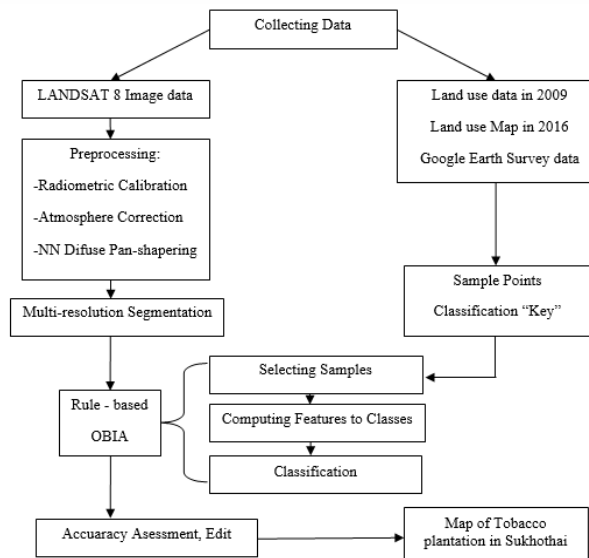 Collecting Data
LANDSAT 8 Image data
Land use data in 2009
Land use Map in 2016
Google Earth Survey data
Preprocessing:
-Radiometric Calibration
-Atmosphere Correction
-NN Difuse Pan-shapering
Sample Points
Classification “Key”
Multi-resolution Segmentation
Selecting Samples
Rule - based
OBIA
Computing Features to Classes
Classification
Accuaracy Asessment, Edit
Map of Tobacco
plantation in Sukhothai